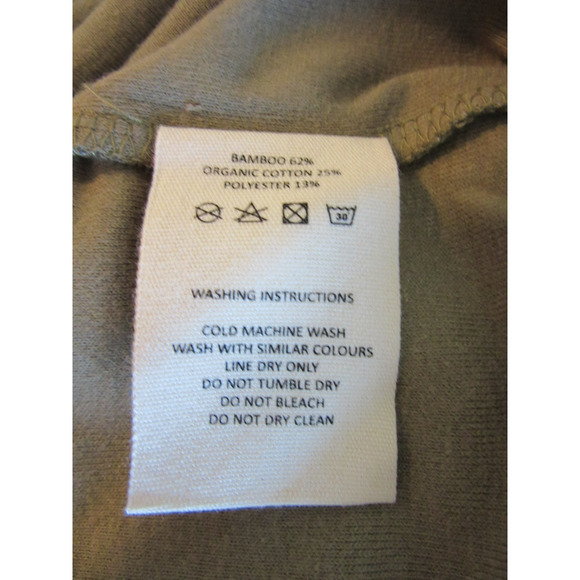 BAMBOO 62%
ORGANIC COTTON 25%
POLYESTER 13%
30
WASHING INSTRUCTIONS
COLD MACHINE WASH
WASH WITH SIMILAR COLOURS
LINE DRY ONLY
DO NOT TUMBLE DRY
DO NOT BLEACH
DO NOT DRY CLEAN